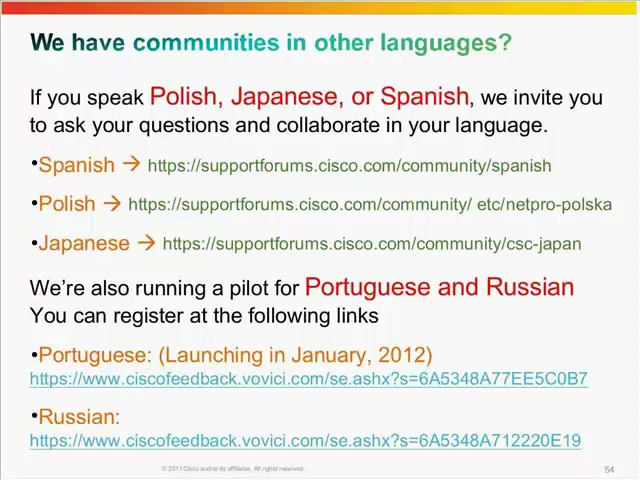 We have communities in other languages?
If you speak Polish, Japanese, or Spanish, we invite you
to ask your questions and collaborate in your language.
•Spanish → https://supportforums.cisco.com/community/spanish
•Polish → https://supportforums.cisco.com/community/ etc/netpro-polska
•Japanese → https://supportforums.cisco.com/community/csc-japan
We're also running a pilot for Portuguese and Russian
You can register at the following links
•Portuguese: (Launching in January, 2012)
https://www.ciscofeedback.vovici.com/se.ashx?s=6A5348A77EE5C0B7
•Russian:
https://www.ciscofeedback.vovici.com/se.ashx?s=6A5348A712220E19
© 2011 Cisco and/or its affiliates. All rights reserved.
54